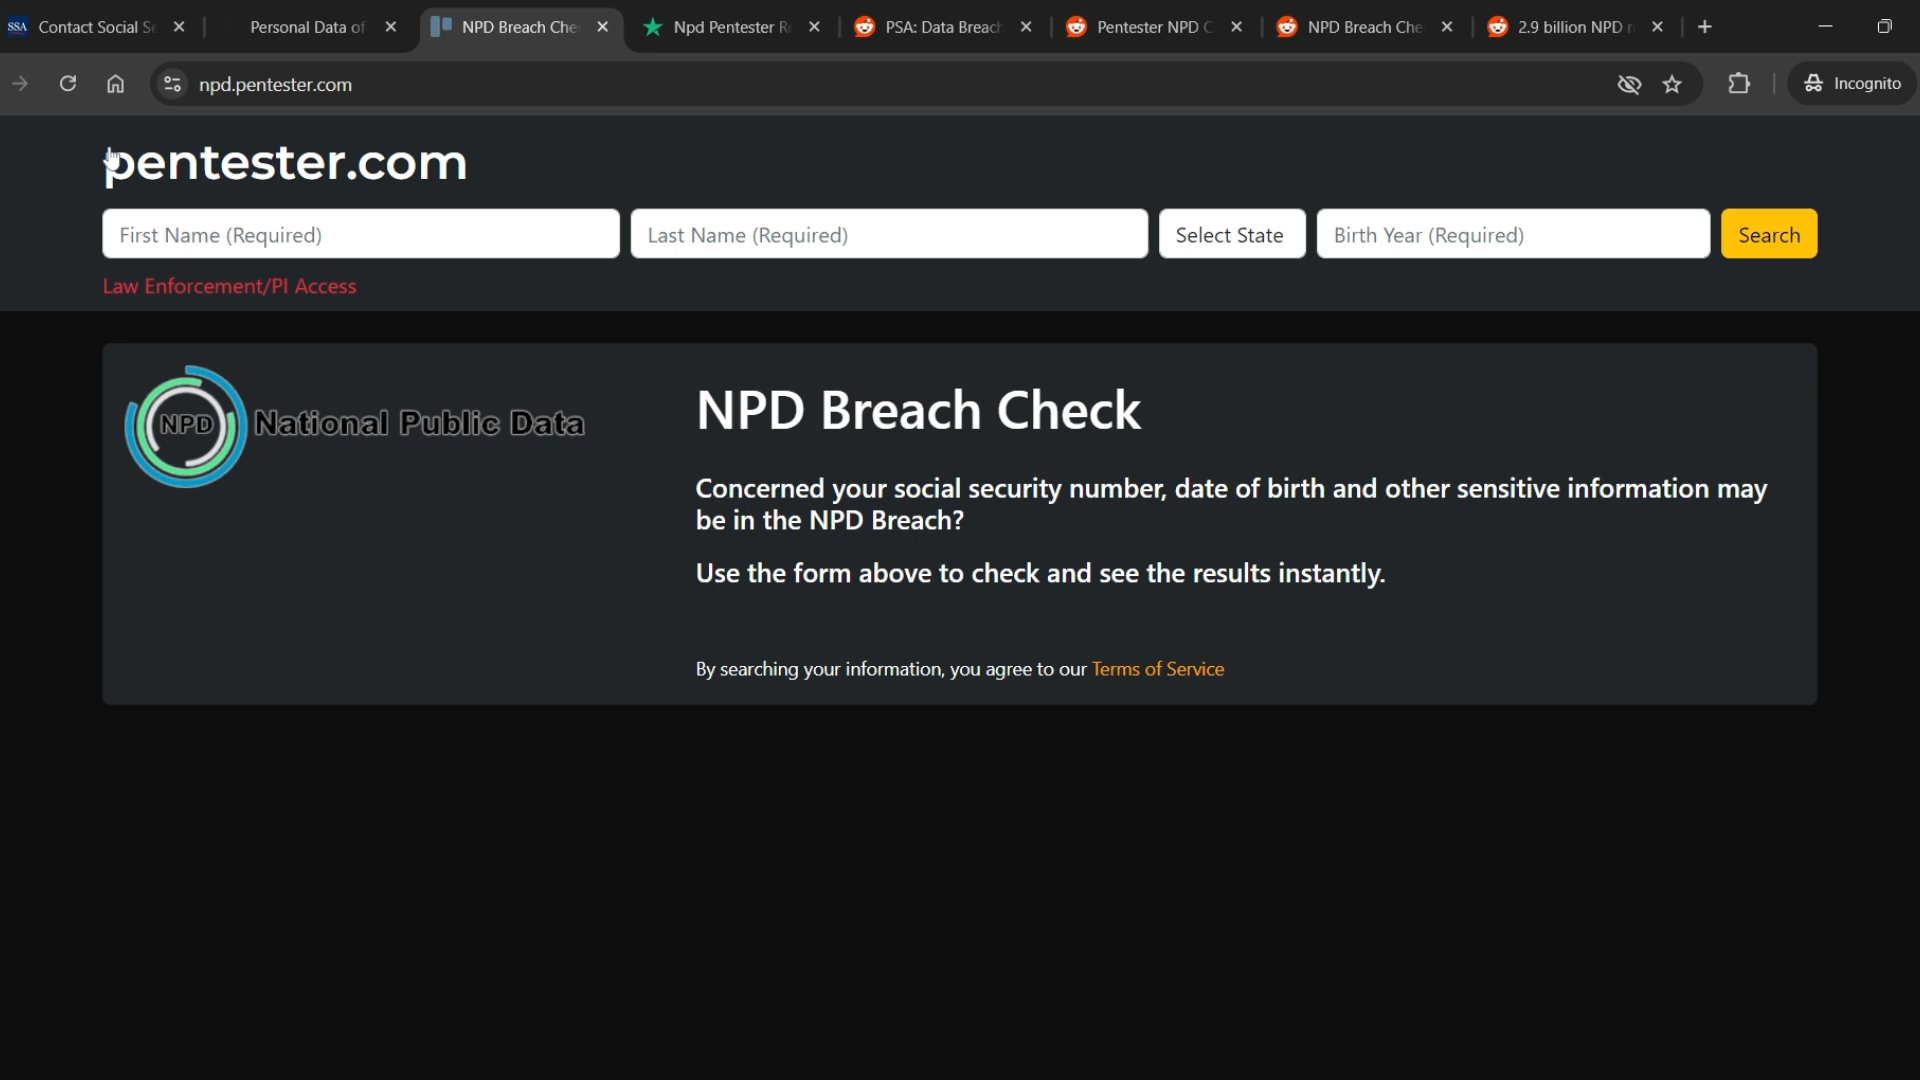 SSA Contact Social Se
Personal Data of
NPD Breach Che
Npd Pentester R
PSA: Data Breach
Pentester NPD C
NPD Breach Che
2.9 billion NPD r
npd.pentester.com
Incognito
pentester.com
First Name (Required)
Last Name (Required)
Select State
Birth Year (Required)
Search
Law Enforcement/PI Access
NPD National Public Data
NPD Breach Check
Concerned your social security number, date of birth and other sensitive information may
be in the NPD Breach?
Use the form above to check and see the results instantly.
By searching your information, you agree to our Terms of Service